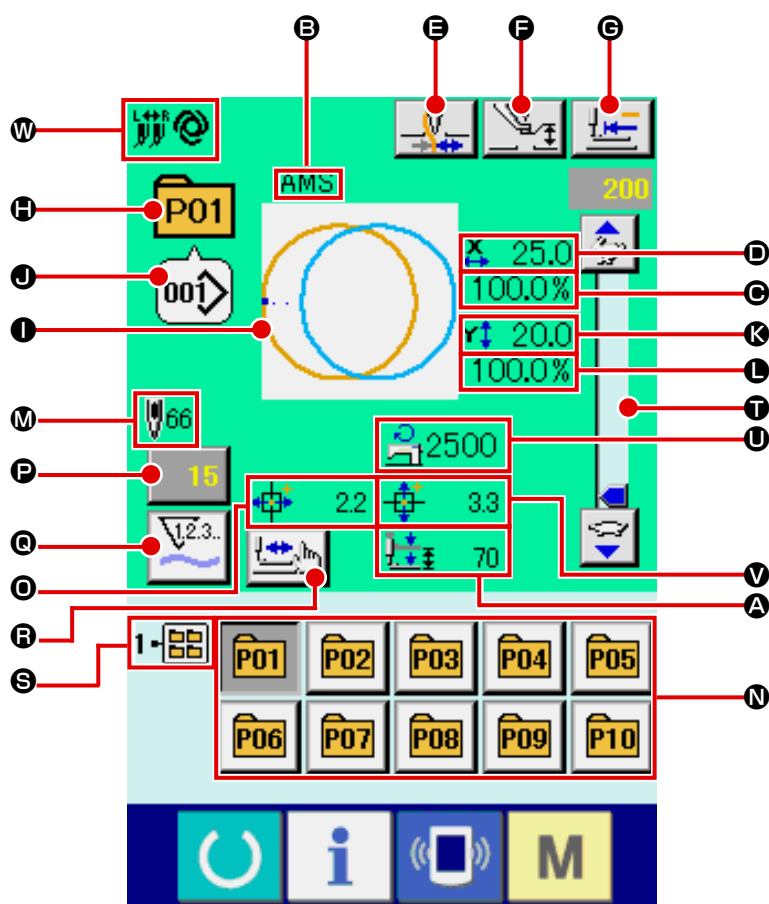 B E F G
W L R
AMS 200
H P01
J 001 X 25.0 D
100.0% C
I Y 20.0 K
100.0% L
M 66 T
2500 U
P 15
2.2 3.3
Q 1.2.3..
O V
70 A
R
S 1 P01 P02 P03 P04 P05
N
P06 P07 P08 P09 P10
i M